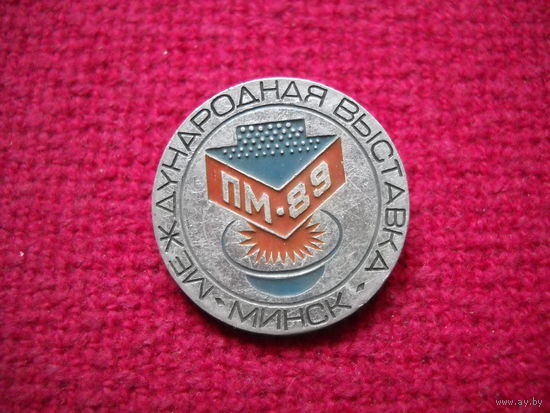 МЕЖДУНАРОДНАЯ ВЫСТАВКА
ПМ·89
· МИНСК ·
www.ay.by